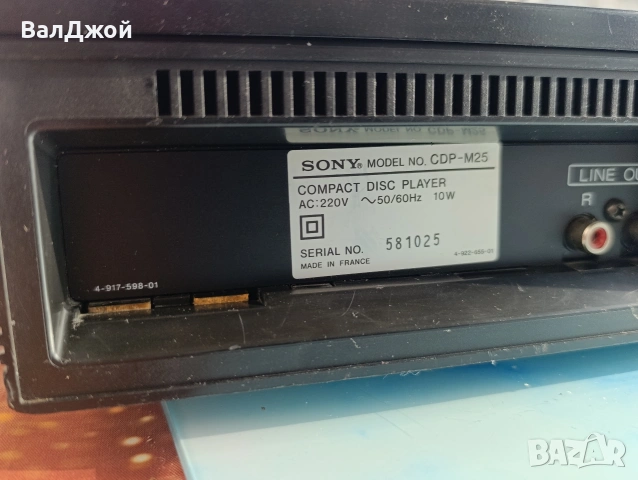 ВалДжой
SONY® MODEL NO. CDP-M25
COMPACT DISC PLAYER
AC:220V ～50/60Hz 10W
SERIAL NO. 581025
MADE IN FRANCE
4-917-598-01
LINE OU
R
BAZAR